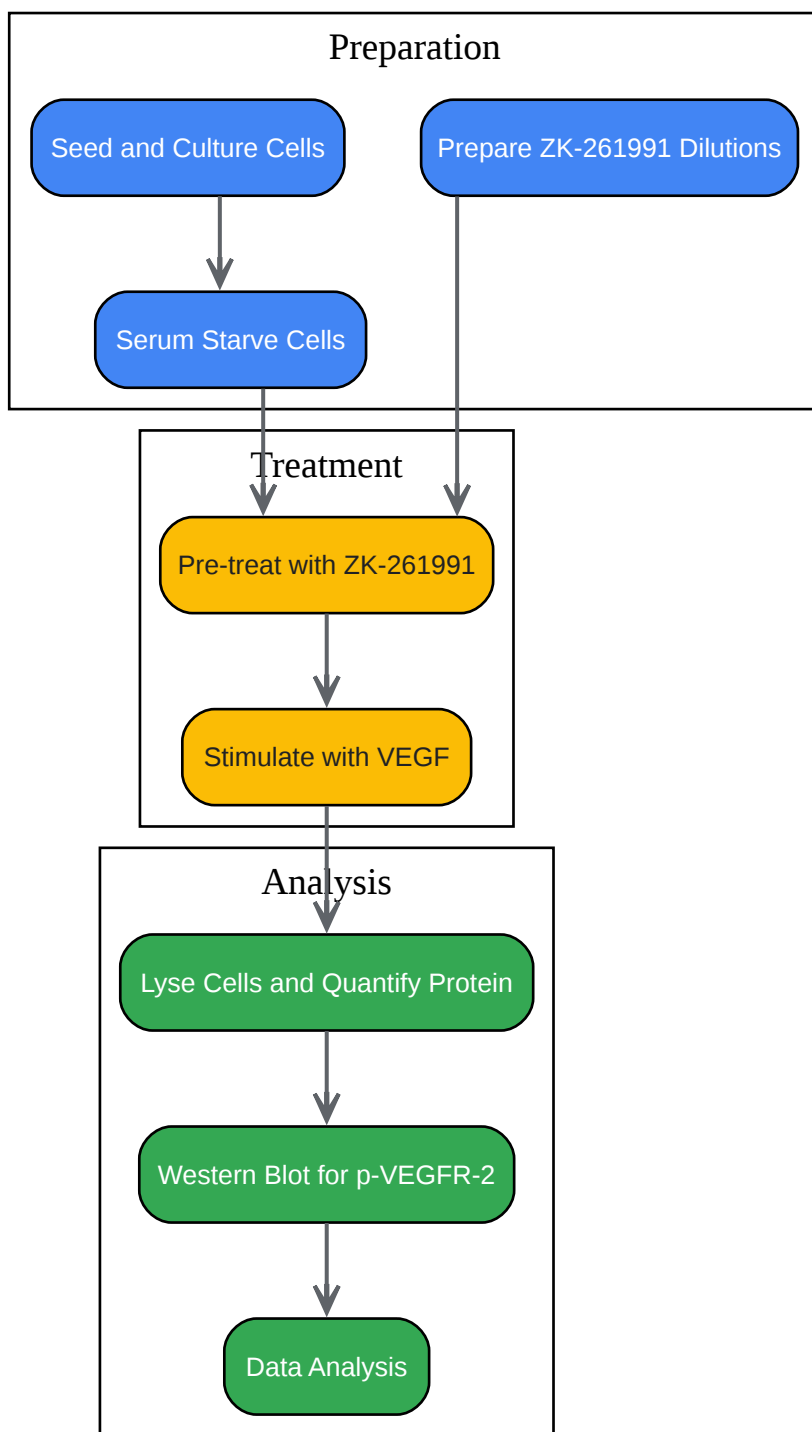 Preparation
Seed and Culture Cells
Prepare ZK-261991 Dilutions
Serum Starve Cells
Treatment
Pre-treat with ZK-261991
Stimulate with VEGF
Analysis
Lyse Cells and Quantify Protein
Western Blot for p-VEGFR-2
Data Analysis